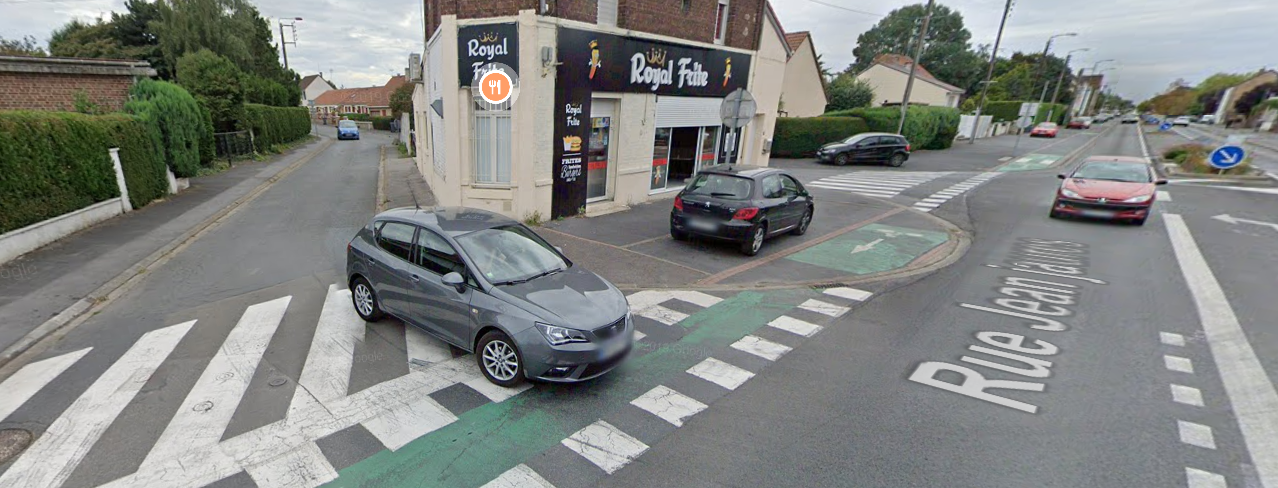 Royal
Frite
Royal Frite
Royal
Frite
FRITES
Burgers
Rue Jean Jaurès